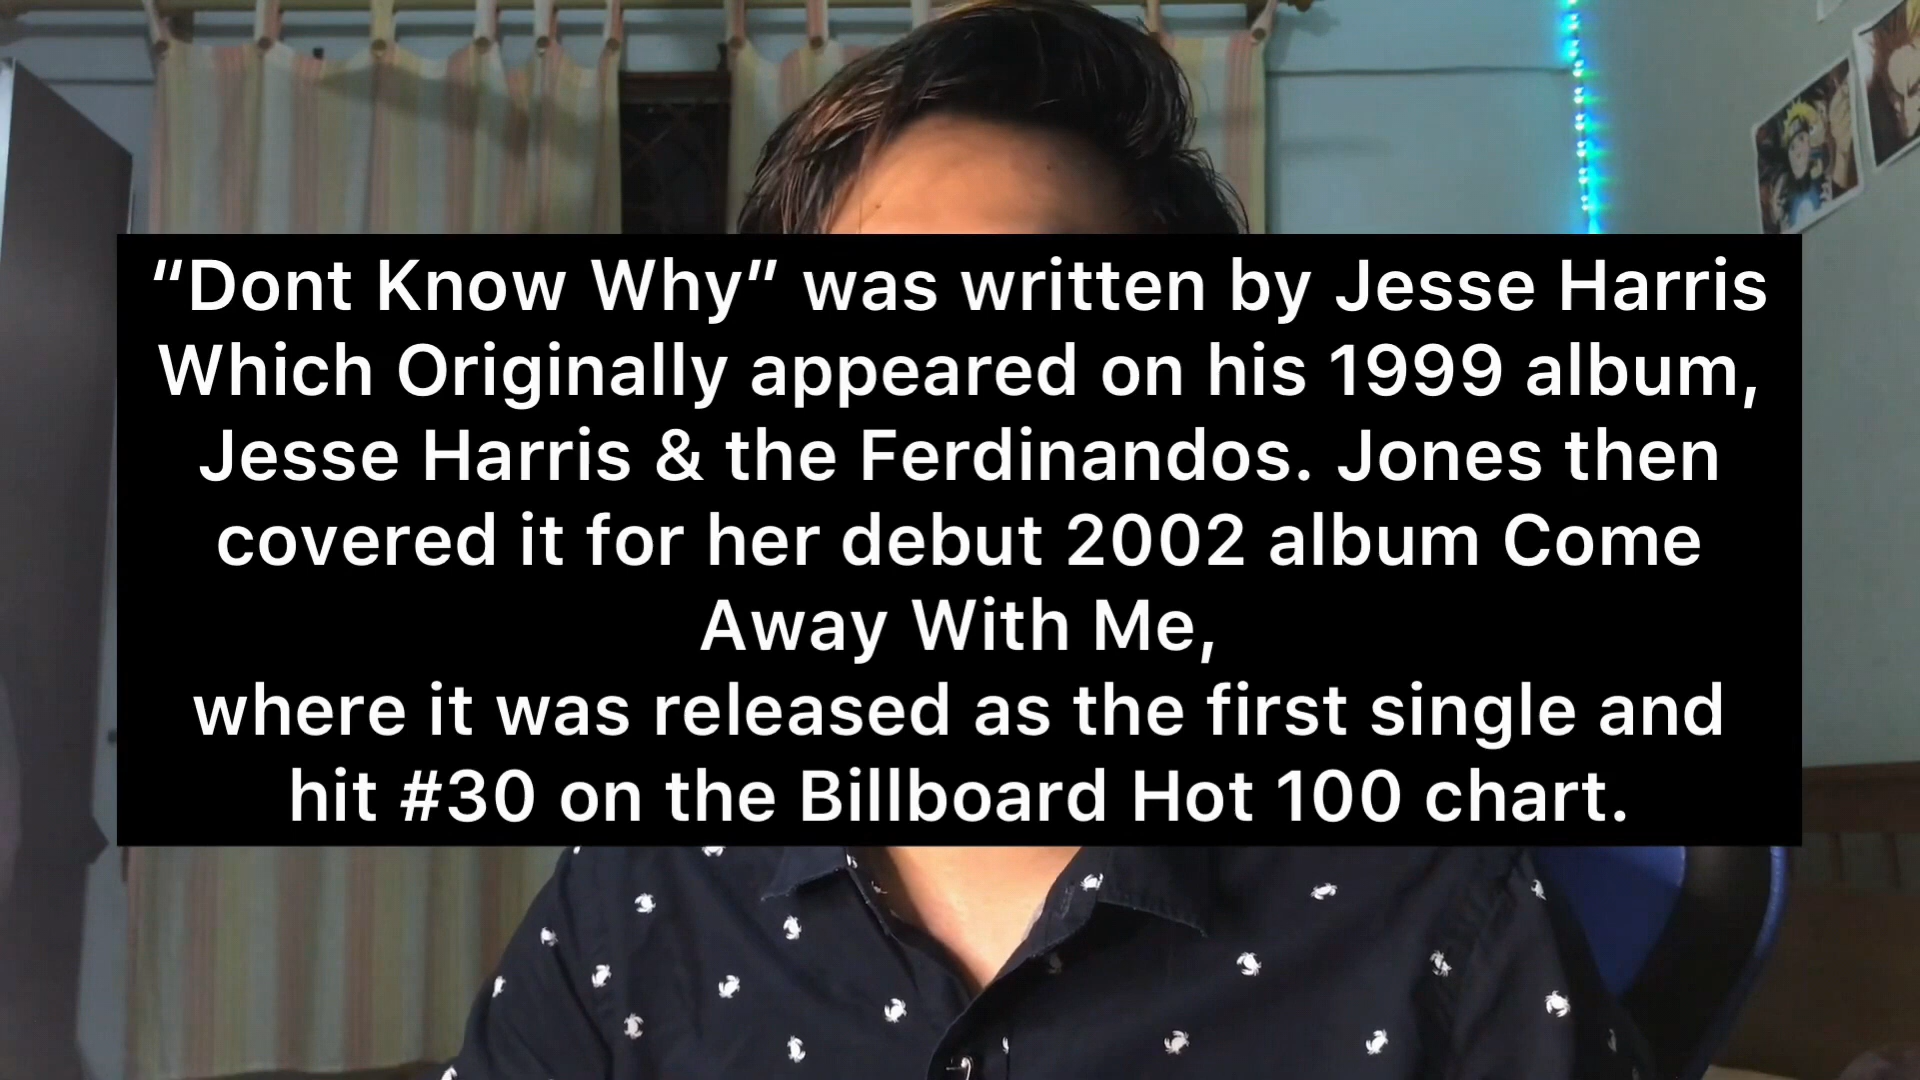 “Dont Know Why” was written by Jesse Harris
Which Originally appeared on his 1999 album,
Jesse Harris & the Ferdinandos. Jones then
covered it for her debut 2002 album Come
Away With Me,
where it was released as the first single and
hit #30 on the Billboard Hot 100 chart.